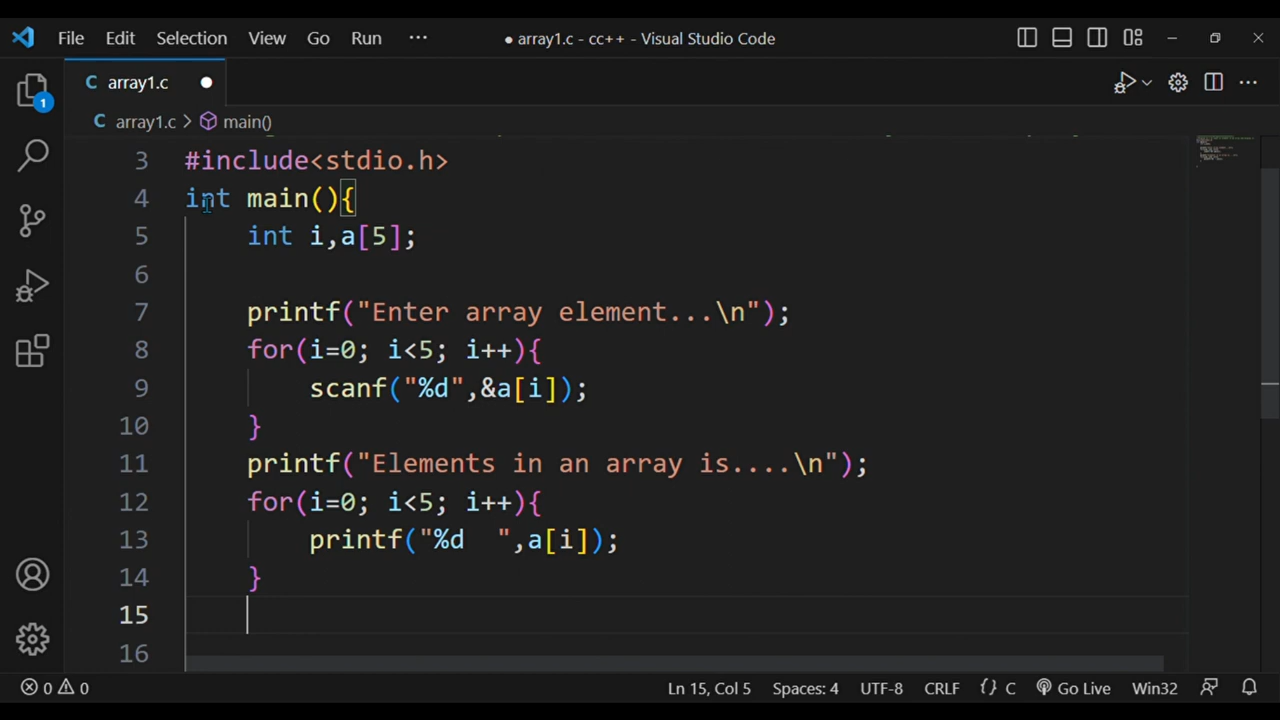 File Edit Selection View Go Run ··· ● array1.c - cc++ - Visual Studio Code
C array1.c ●
C array1.c > main()
1
3 #include<stdio.h>
4 int main(){
5 int i,a[5];
6
7 printf("Enter array element...\n");
8 for(i=0; i<5; i++){
9 scanf("%d",&a[i]);
10 }
11 printf("Elements in an array is....\n");
12 for(i=0; i<5; i++){
13 printf("%d  ",a[i]);
14 }
15
16
0 0 Ln 15, Col 5 Spaces: 4 UTF-8 CRLF {} C Go Live Win32